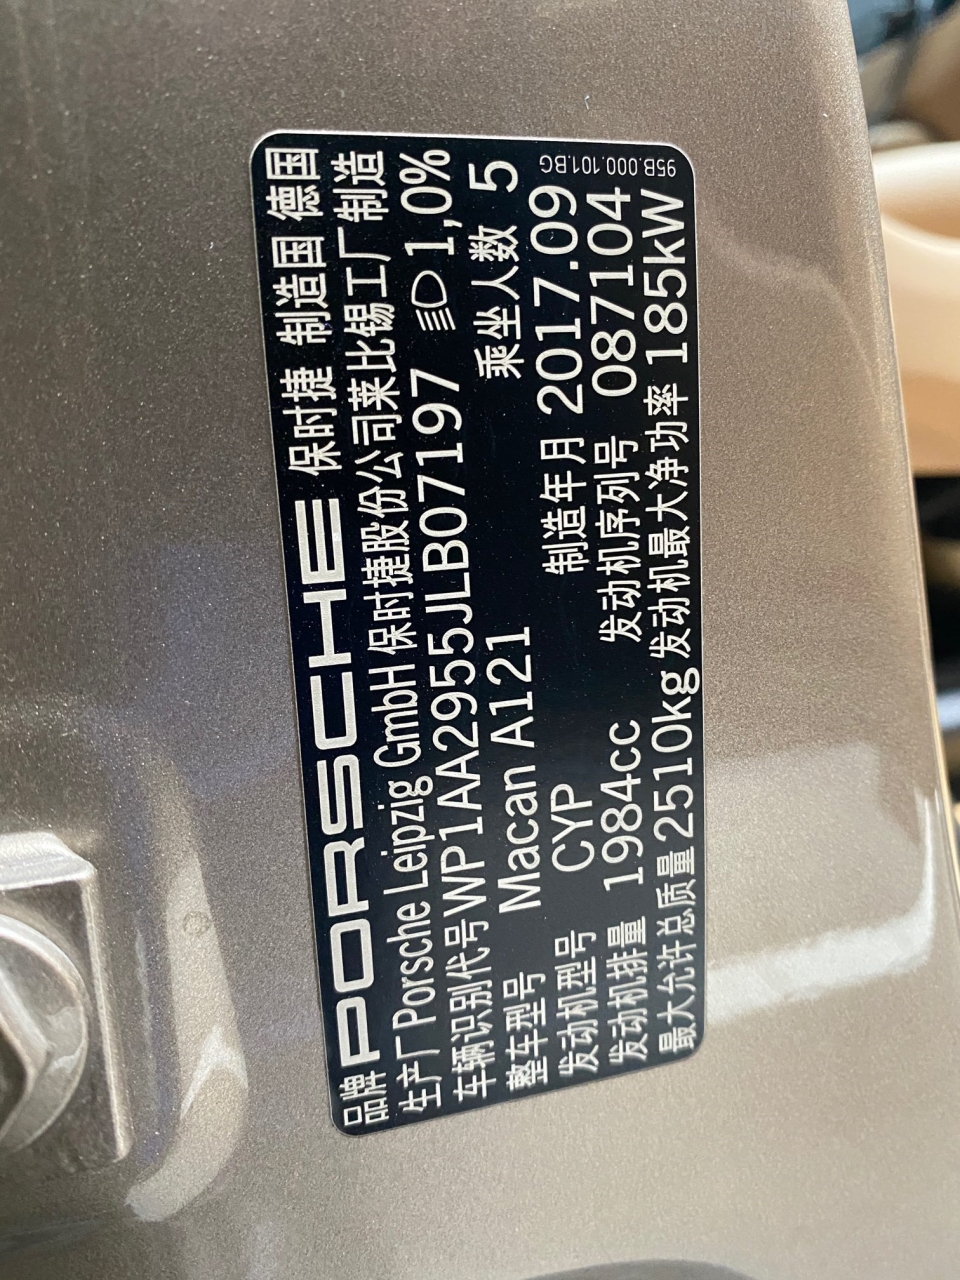 品牌 PORSCHE 保时捷 制造国 德国
生产厂 Porsche Leipzig GmbH 保时捷股份公司莱比锡工厂制造
车辆识别代号 WP1AA2955JLB07197 1,0%
整车型号 Macan A121 乘坐人数 5
发动机型号 CYP 制造年月 2017.09
发动机排量 1984cc 发动机序列号 087104
最大允许总质量 2510kg 发动机最大净功率 185kW
95B.000.101.BG